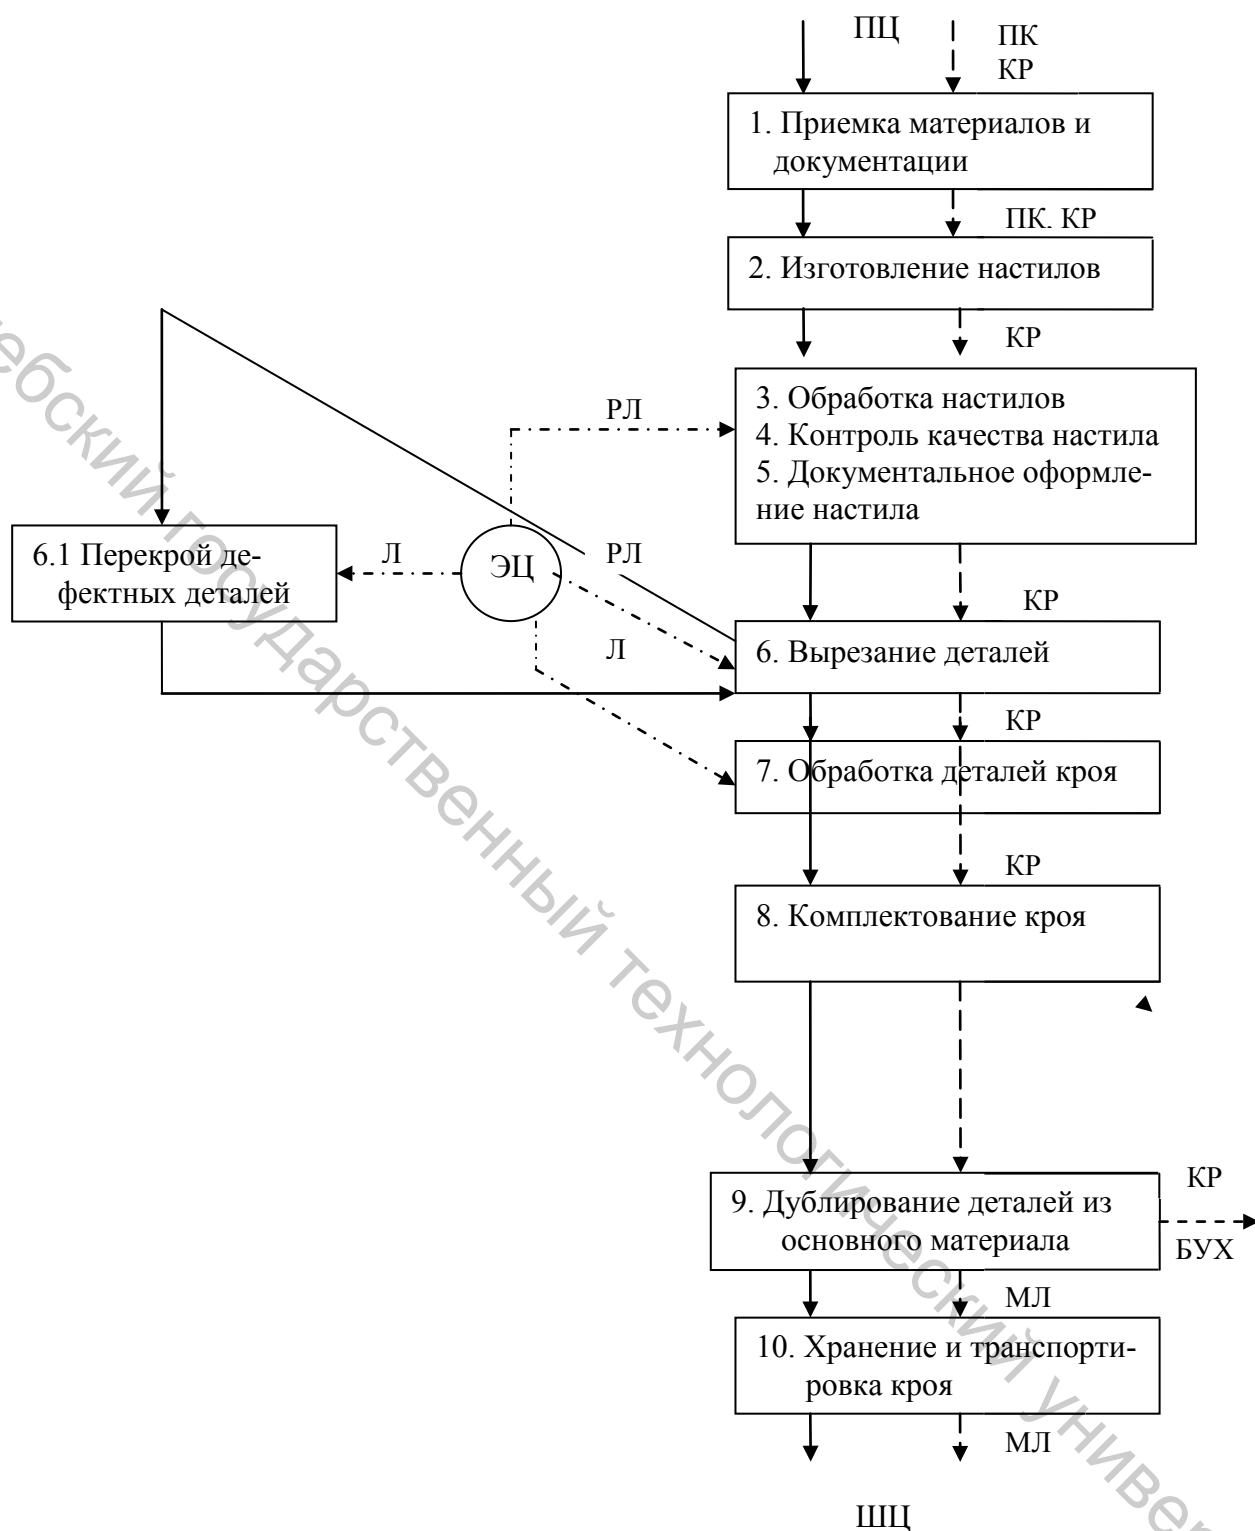 ПЦ
ПК
КР
1. Приемка материалов и
документации
ПК. КР
2. Изготовление настилов
КР
РЛ
3. Обработка настилов
4. Контроль качества настила
5. Документальное оформле-
ние настила
6.1 Перекрой де-
фектных деталей
Л
ЭЦ
РЛ
КР
Л
6. Вырезание деталей
КР
7. Обработка деталей кроя
КР
8. Комплектование кроя
КР
9. Дублирование деталей из
основного материала
БУХ
МЛ
10. Хранение и транспорти-
ровка кроя
МЛ
ШЦ
государственный технологический